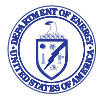 DEPARTMENT OF ENERGY
UNITED STATES OF AMERICA